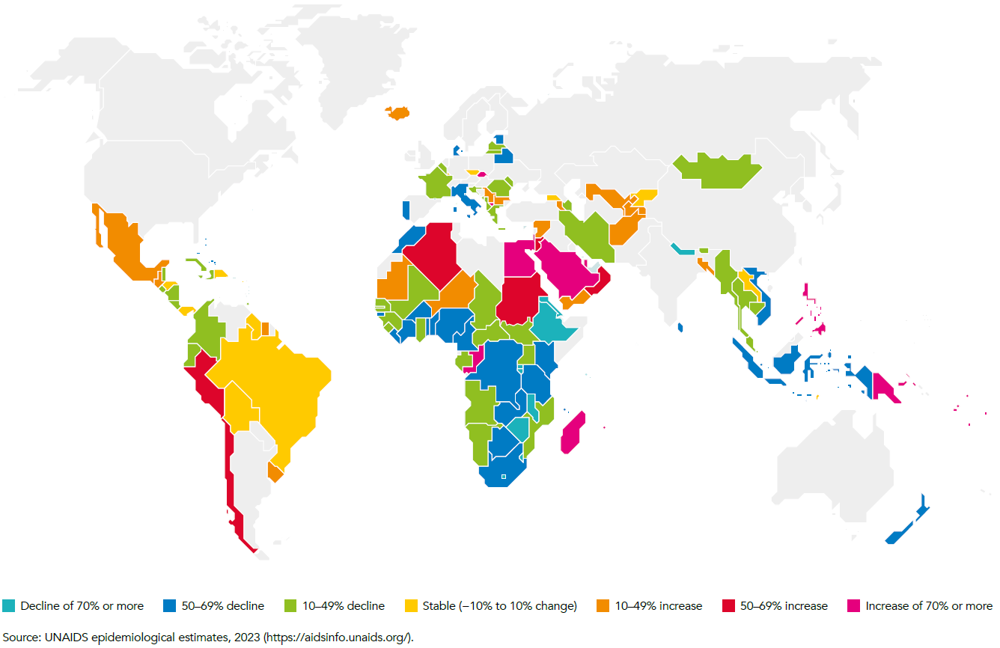 Decline of 70% or more 50–69% decline 10–49% decline Stable (−10% to 10% change) 10–49% increase 50–69% increase Increase of 70% or more
Source: UNAIDS epidemiological estimates, 2023 (https://aidsinfo.unaids.org/).